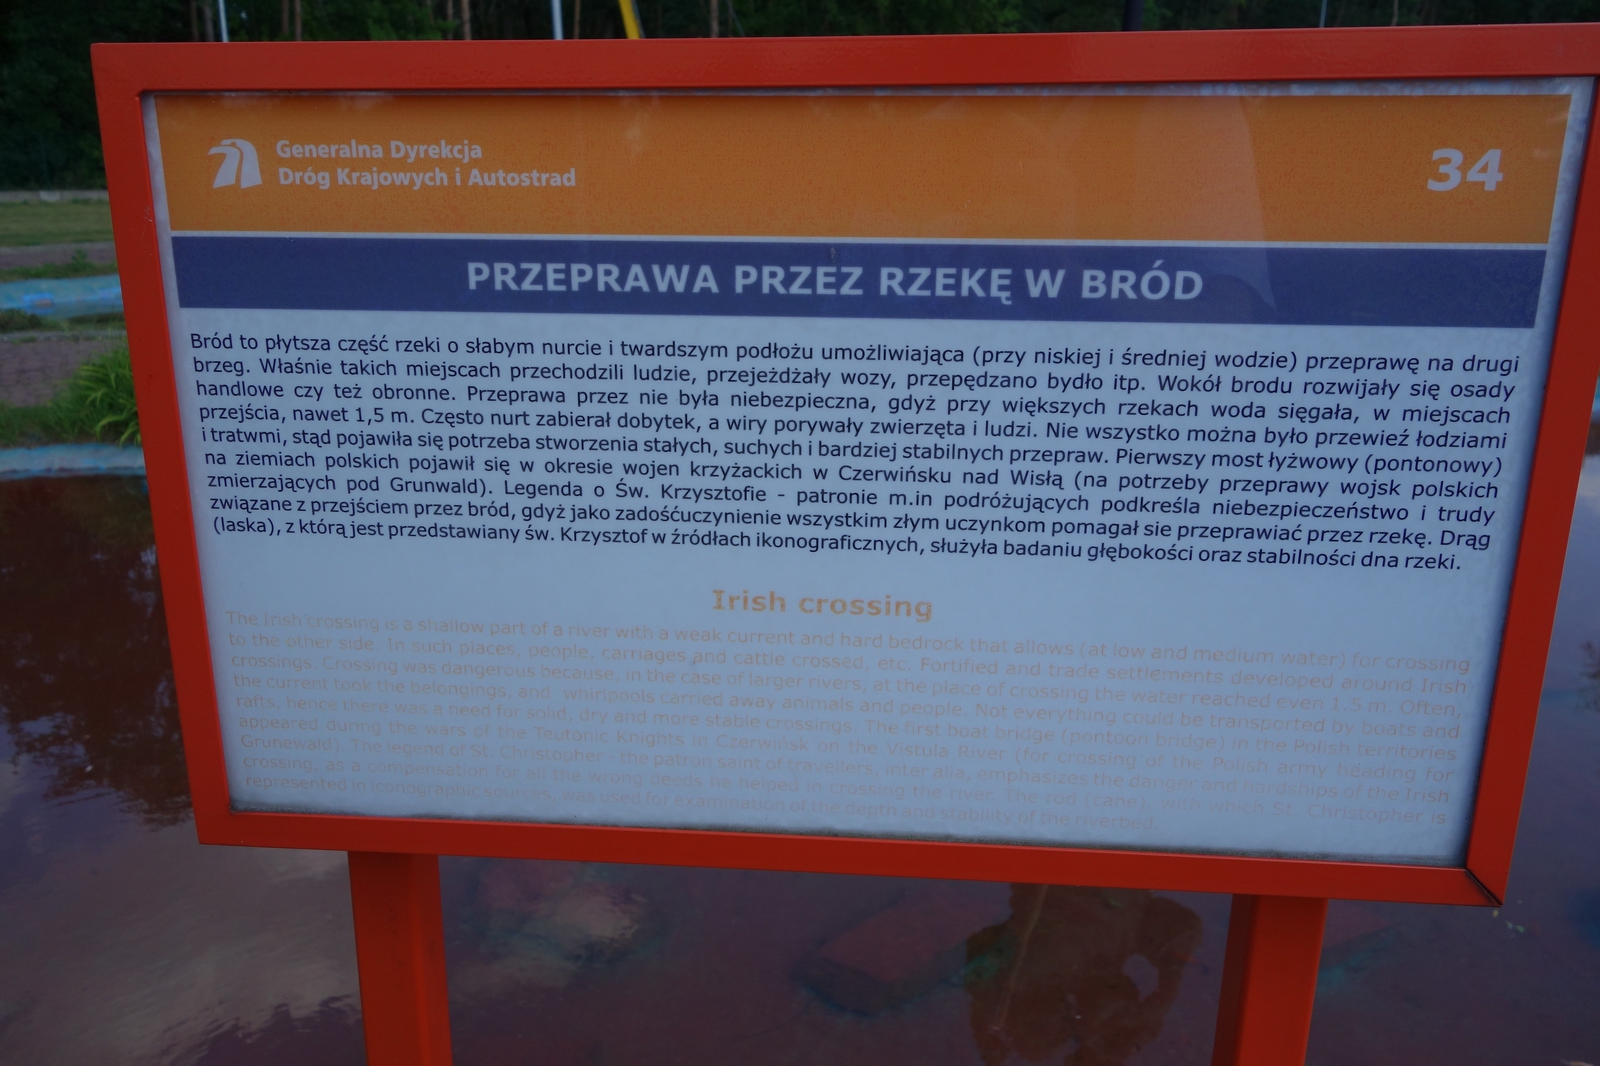 Generalna Dyrekcja
Dróg Krajowych i Autostrad
34
PRZEPRAWA PRZEZ RZEKĘ W BRÓD
Bród to płytsza część rzeki o słabym nurcie i twardszym podłożu umożliwiająca (przy niskiej i średniej wodzie) przeprawę na drugi
brzeg. Właśnie takich miejscach przechodzili ludzie, przejeżdżały wozy, przepędzano bydło itp. Wokół brodu rozwijały się osady
handlowe czy też obronne. Przeprawa przez nie była niebezpieczna, gdyż przy większych rzekach woda sięgała, w miejscach
przejścia, nawet 1,5 m. Często nurt zabierał dobytek, a wiry porywały zwierzęta i ludzi. Nie wszystko można było przewieź łodziami
i tratwmi, stąd pojawiła się potrzeba stworzenia stałych, suchych i bardziej stabilnych przepraw. Pierwszy most łyżwowy (pontonowy)
na ziemiach polskich pojawił się w okresie wojen krzyżackich w Czerwińsku nad Wisłą (na potrzeby przeprawy wojsk polskich
zmierzających pod Grunwald). Legenda o Św. Krzysztofie - patronie m.in podróżujących podkreśla niebezpieczeństwo i trudy
związane z przejściem przez bród, gdyż jako zadośćuczynienie wszystkim złym uczynkom pomagał sie przeprawiać przez rzekę. Drąg
(laska), z którą jest przedstawiany św. Krzysztof w źródłach ikonograficznych, służyła badaniu głębokości oraz stabilności dna rzeki.
Irish crossing
The Irish crossing is a shallow part of a river with a weak current and hard bedrock that allows (at low and medium water) for crossing
to the other side. In such places, people, carriages and cattle crossed, etc. Fortified and trade settlements developed around Irish
crossings. Crossing was dangerous because, in the case of larger rivers, at the place of crossing the water reached even 1.5 m. Often,
the current took the belongings, and whirlpools carried away animals and people. Not everything could be transported by boats and
rafts, hence there was a need for solid, dry and more stable crossings. The first boat bridge (pontoon bridge) in the Polish territories
appeared during the wars of the Teutonic Knights in Czerwińsk on the Vistula River (for crossing of the Polish army heading for
Grunewald). The legend of St. Christopher - the patron saint of travellers, inter alia, emphasizes the danger and hardships of the Irish
crossing, as a compensation for all the wrong deeds he helped in crossing the river. The rod (cane), with which St. Christopher is
represented in iconographic sources, was used for examination of the depth and stability of the riverbed.